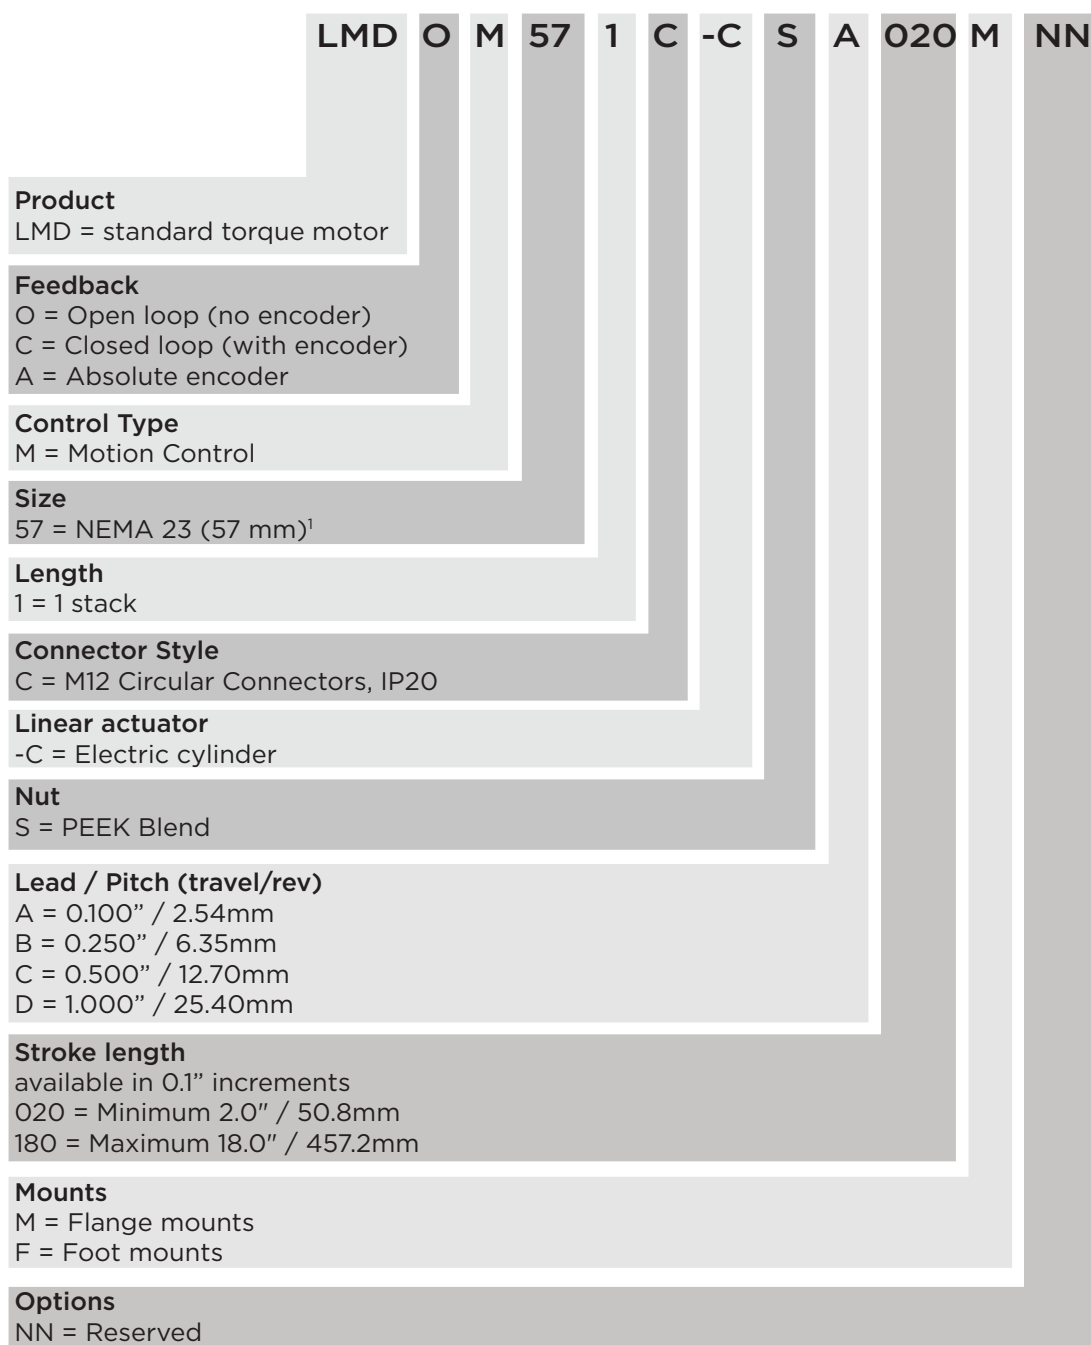 LMD O M 57 1 C -C S A 020 M NN
Product
LMD = standard torque motor
Feedback
O = Open loop (no encoder)
C = Closed loop (with encoder)
A = Absolute encoder
Control Type
M = Motion Control
Size
57 = NEMA 23 (57 mm)¹
Length
1 = 1 stack
Connector Style
C = M12 Circular Connectors, IP20
Linear actuator
-C = Electric cylinder
Nut
S = PEEK Blend
Lead / Pitch (travel/rev)
A = 0.100” / 2.54mm
B = 0.250” / 6.35mm
C = 0.500” / 12.70mm
D = 1.000” / 25.40mm
Stroke length
available in 0.1” increments
020 = Minimum 2.0" / 50.8mm
180 = Maximum 18.0" / 457.2mm
Mounts
M = Flange mounts
F = Foot mounts
Options
NN = Reserved